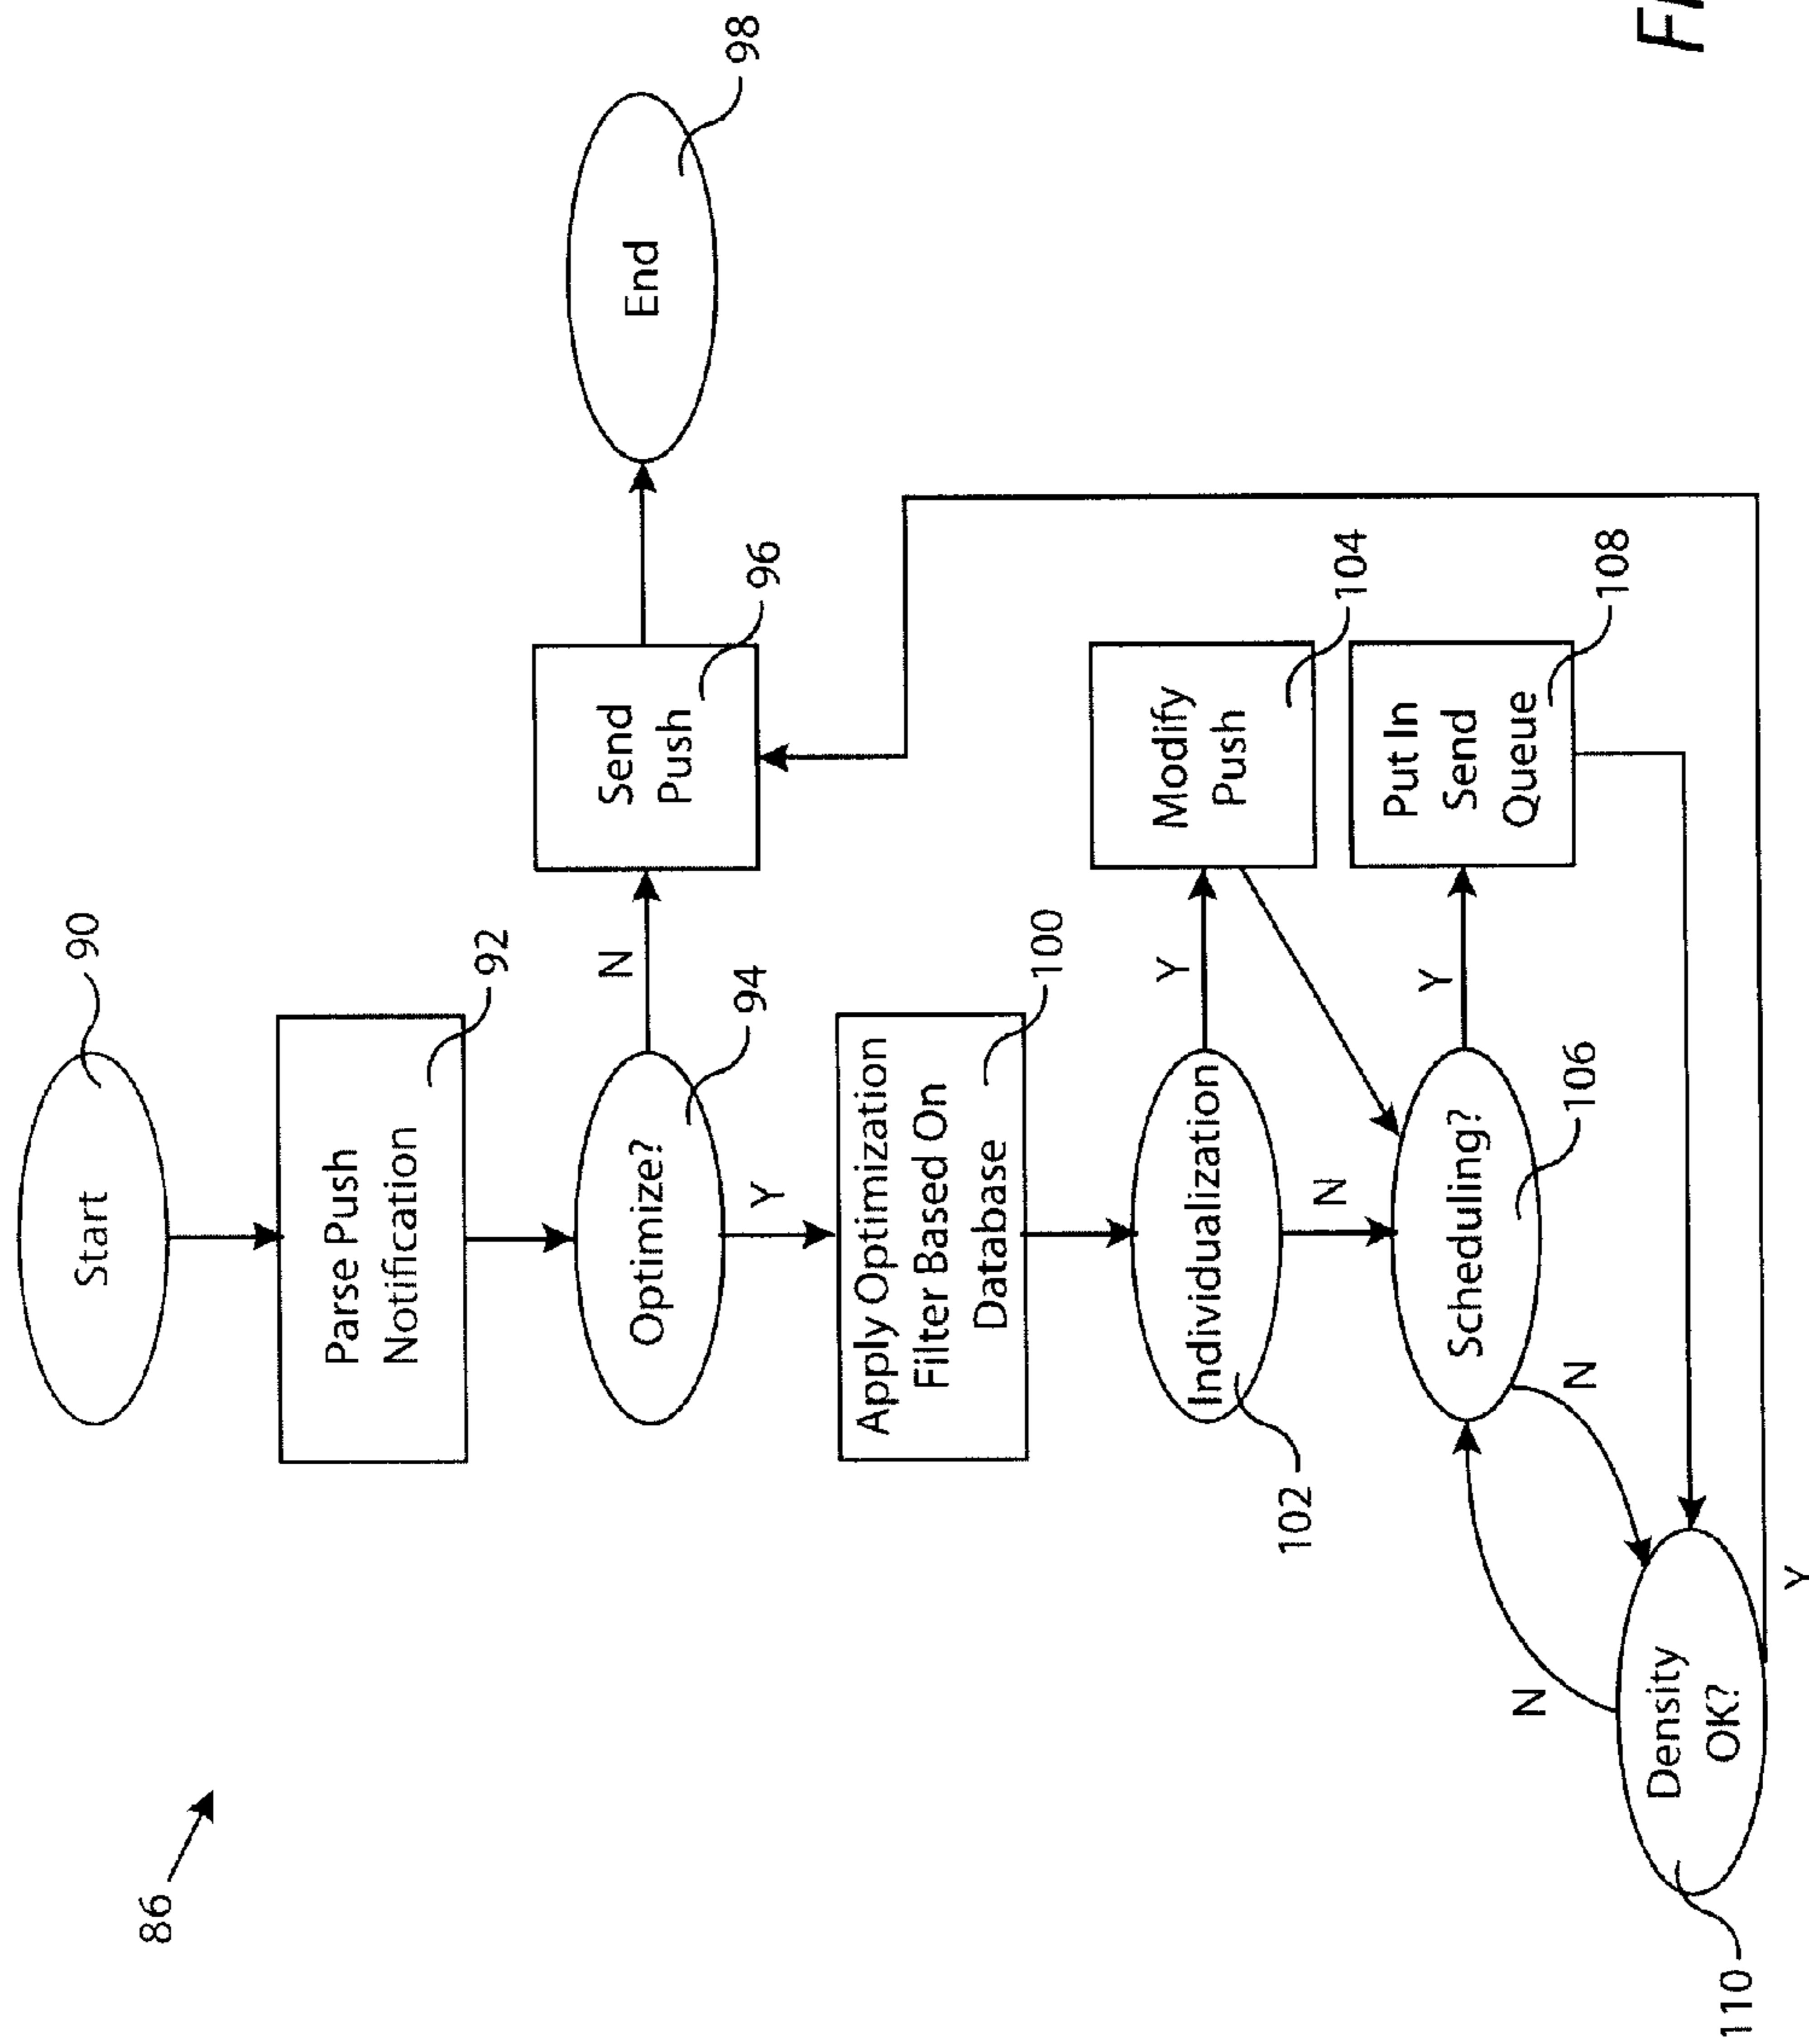 86
Start
90
Parse Push
Notification
92
Optimize?
94
N
Send
Push
96
End
98
Y
Apply Optimization
Filter Based On
Database
100
Individualization
102
Y
Modify
Push
104
N
Scheduling?
106
Y
Put In
Send
Queue
108
N
N
Density
OK?
110
Y